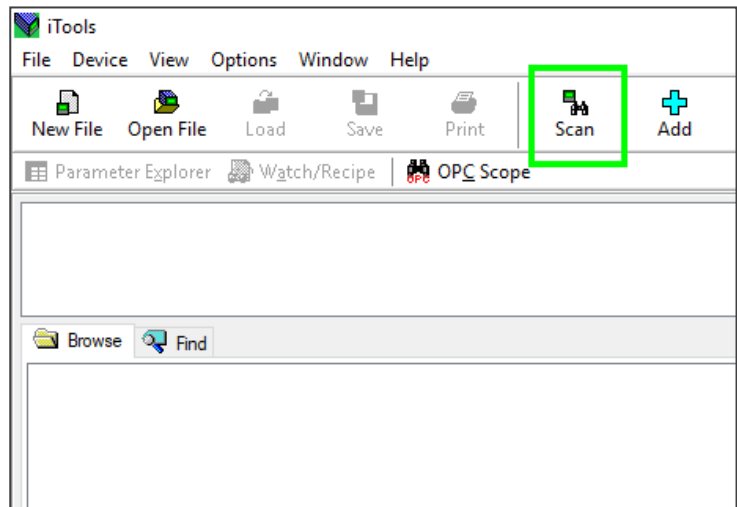 iTools
File Device View Options Window Help
New File Open File Load Save Print Scan Add
Parameter Explorer Watch/Recipe OPC OPC Scope
Browse Find